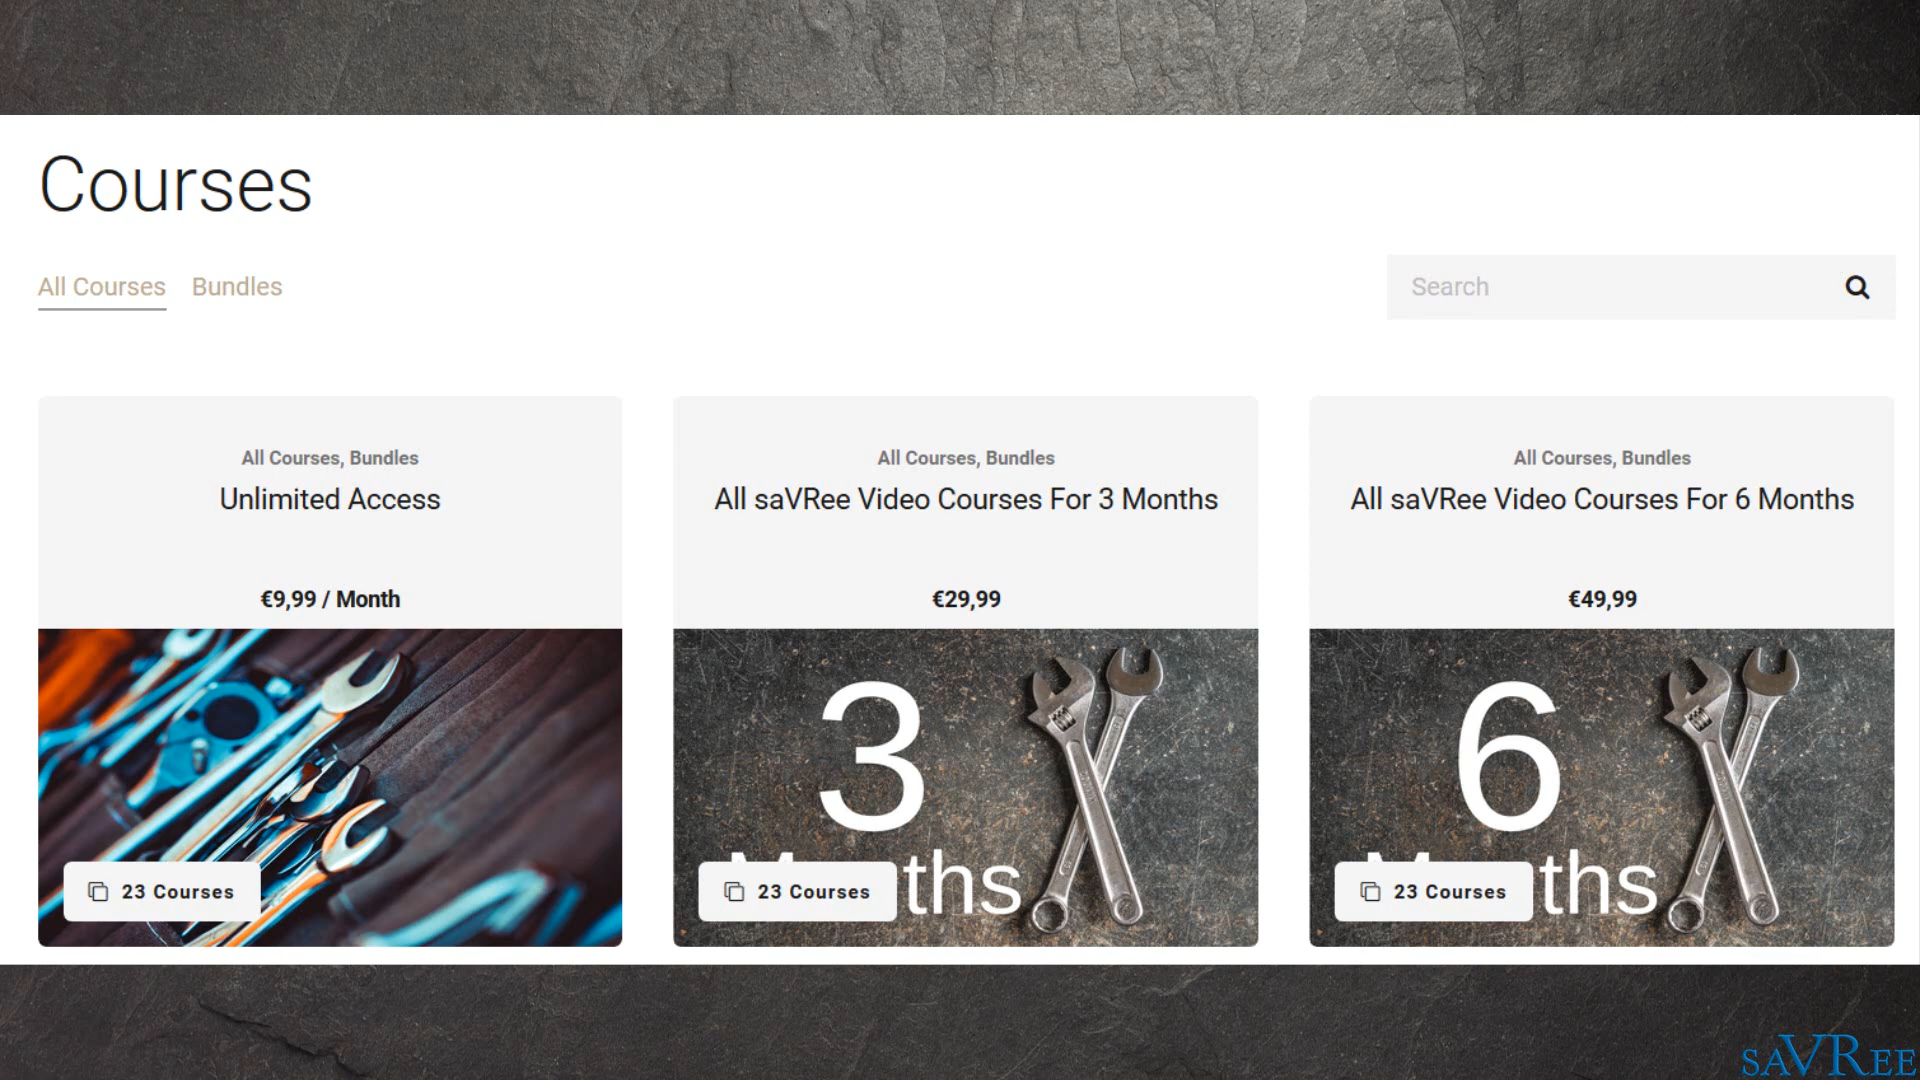 Courses
All Courses Bundles
Search
All Courses, Bundles
Unlimited Access
€9,99 / Month
23 Courses
All Courses, Bundles
All saVRee Video Courses For 3 Months
€29,99
3
ths
23 Courses
All Courses, Bundles
All saVRee Video Courses For 6 Months
€49,99
6
ths
23 Courses
saVRee